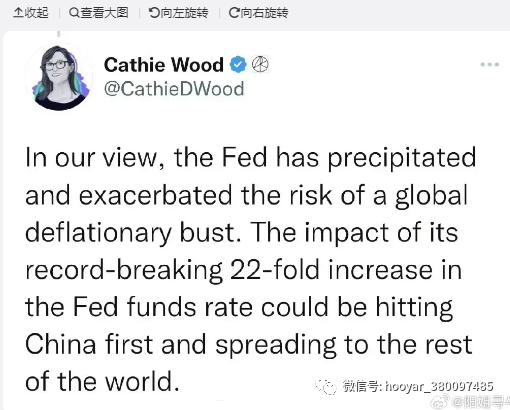 收起 查看大图 向左旋转 向右旋转
Cathie Wood
@CathieDWood
In our view, the Fed has precipitated
and exacerbated the risk of a global
deflationary bust. The impact of its
record-breaking 22-fold increase in
the Fed funds rate could be hitting
China first and spreading to the rest
of the world.
微信号: hooyar_380097485